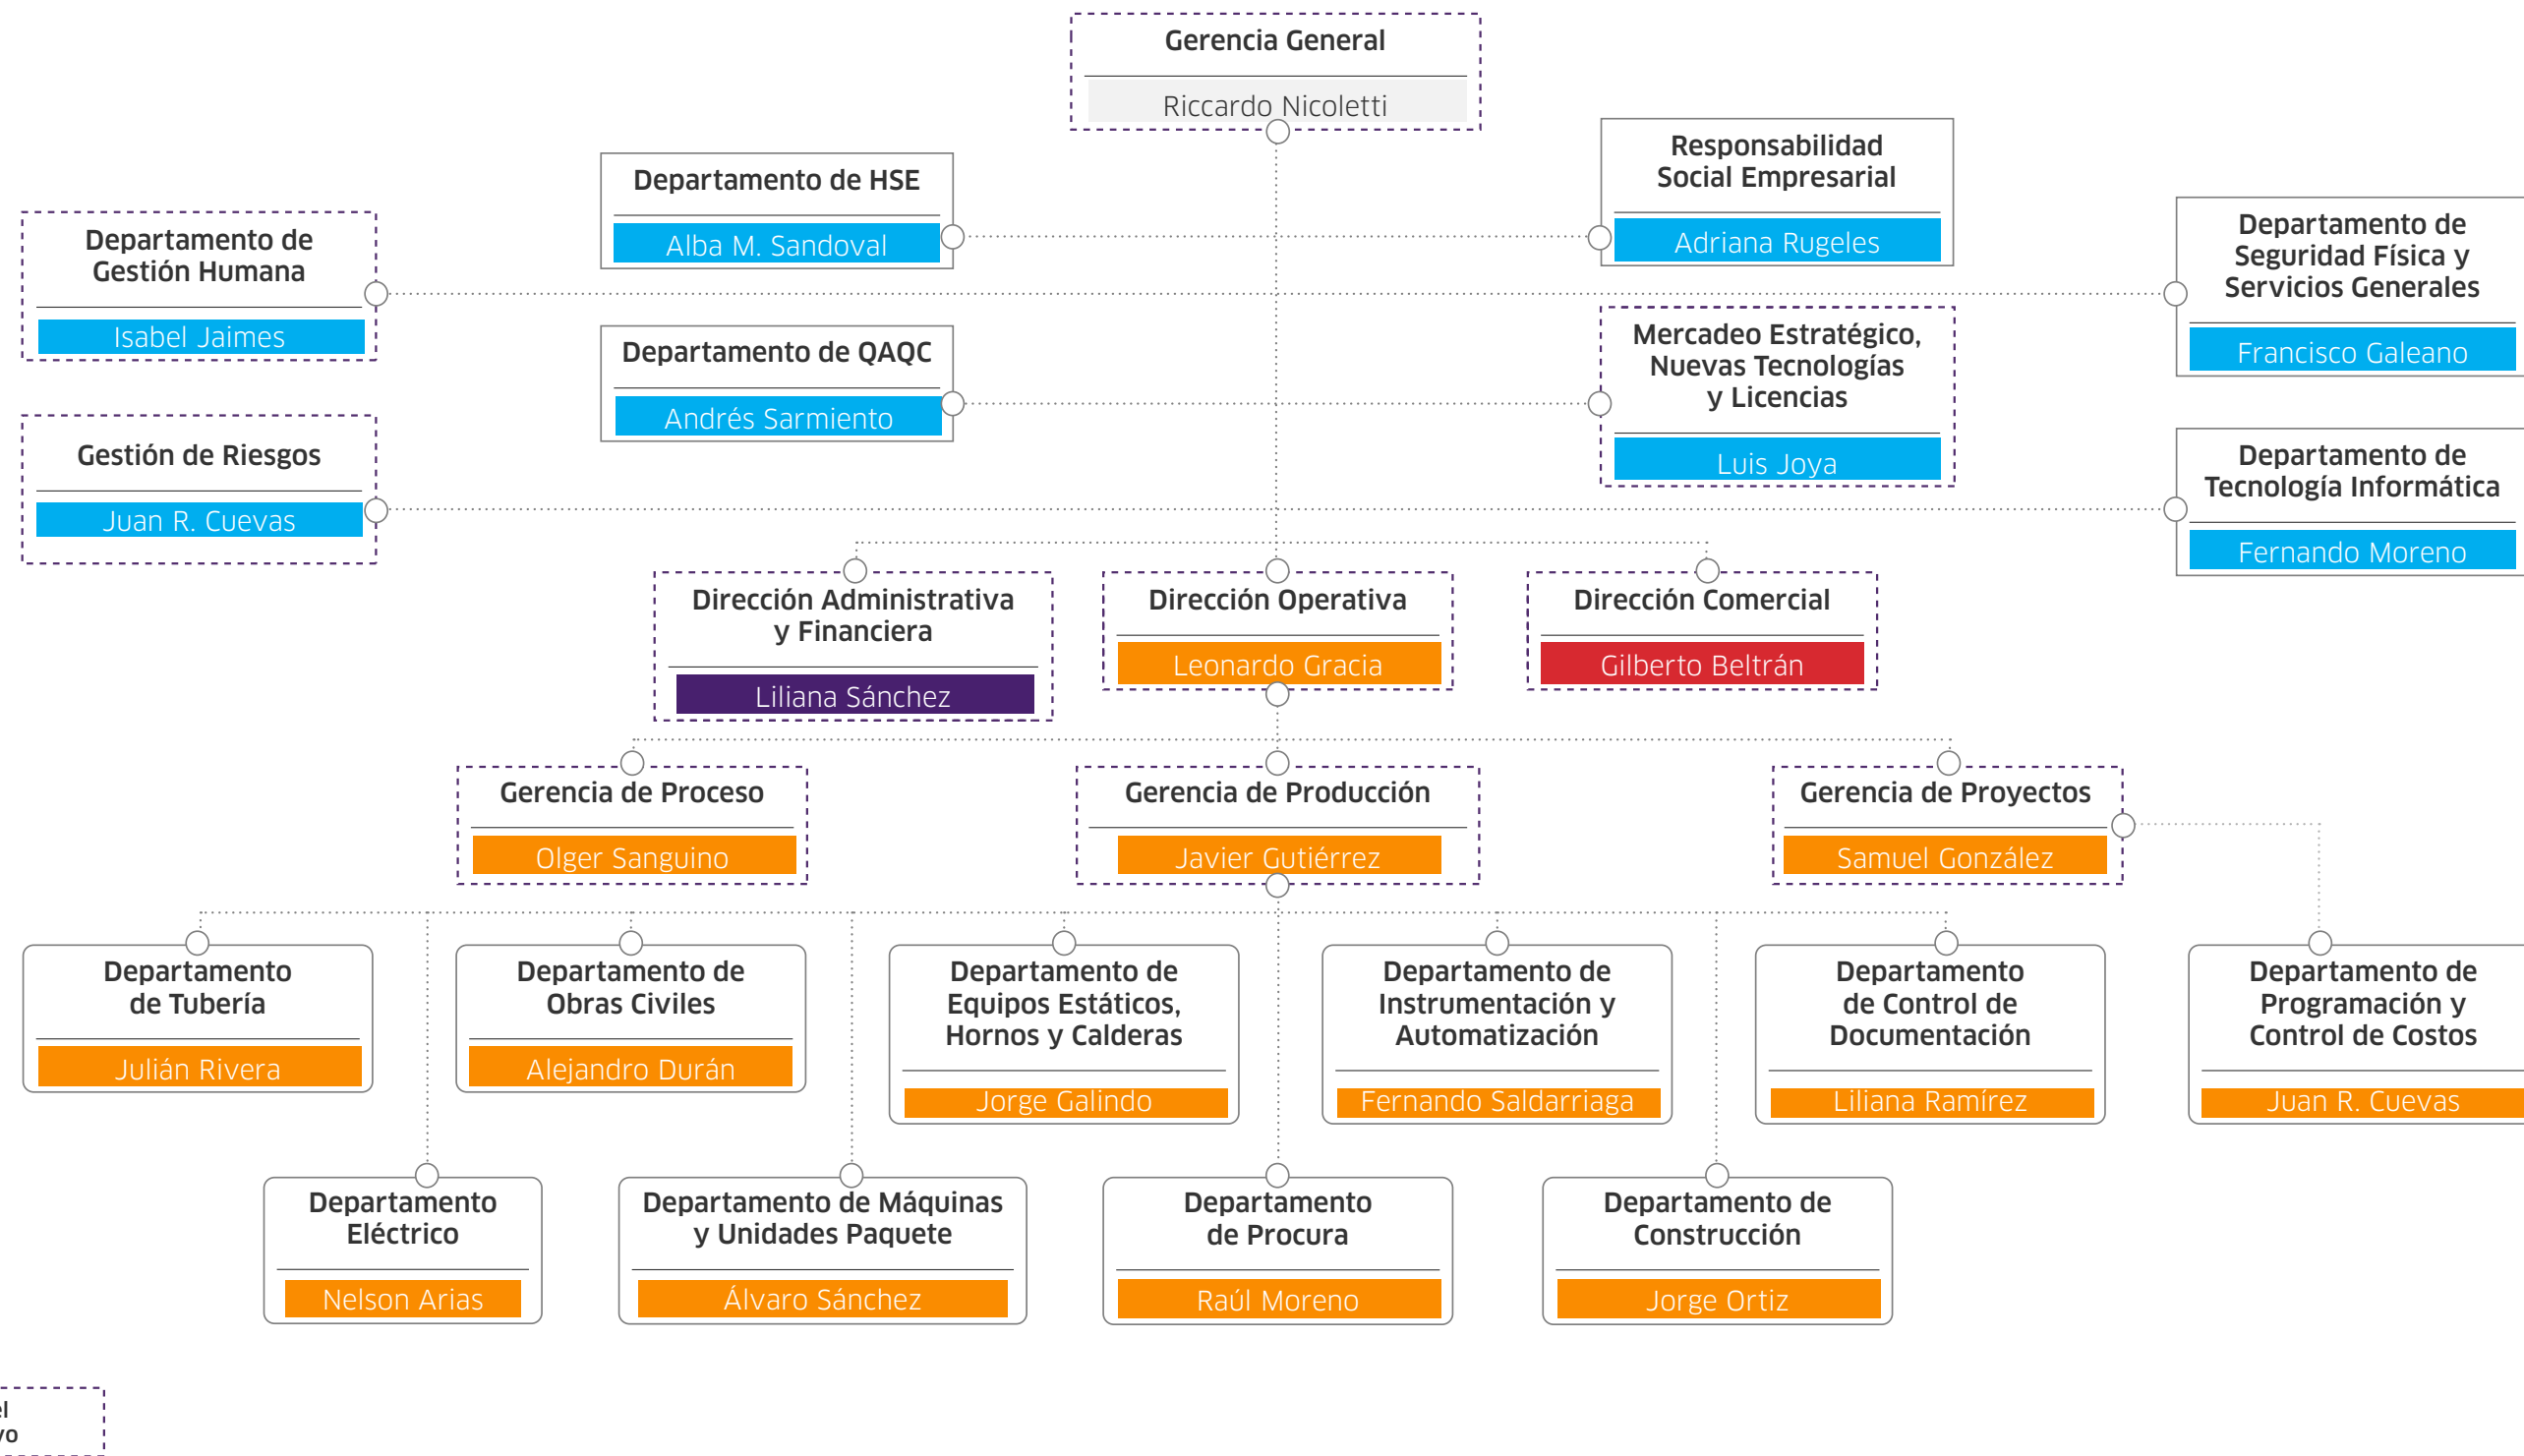 Gerencia General
Riccardo Nicoletti
Departamento de HSE
Alba M. Sandoval
Responsabilidad
Social Empresarial
Adriana Rugeles
Departamento de
Gestión Humana
Isabel Jaimes
Departamento de
Seguridad Física y
Servicios Generales
Francisco Galeano
Departamento de QAQC
Andrés Sarmiento
Mercadeo Estratégico,
Nuevas Tecnologías
y Licencias
Luis Joya
Gestión de Riesgos
Juan R. Cuevas
Departamento de
Tecnología Informática
Fernando Moreno
Dirección Administrativa
y Financiera
Liliana Sánchez
Dirección Operativa
Leonardo Gracia
Dirección Comercial
Gilberto Beltrán
Gerencia de Proceso
Olger Sanguino
Gerencia de Producción
Javier Gutiérrez
Gerencia de Proyectos
Samuel González
Departamento
de Tubería
Julián Rivera
Departamento de
Obras Civiles
Alejandro Durán
Departamento de
Equipos Estáticos,
Hornos y Calderas
Jorge Galindo
Departamento de
Instrumentación y
Automatización
Fernando Saldarriaga
Departamento
de Control de
Documentación
Liliana Ramírez
Departamento de
Programación y
Control de Costos
Juan R. Cuevas
Departamento
Eléctrico
Nelson Arias
Departamento de Máquinas
y Unidades Paquete
Álvaro Sánchez
Departamento
de Procura
Raúl Moreno
Departamento de
Construcción
Jorge Ortiz